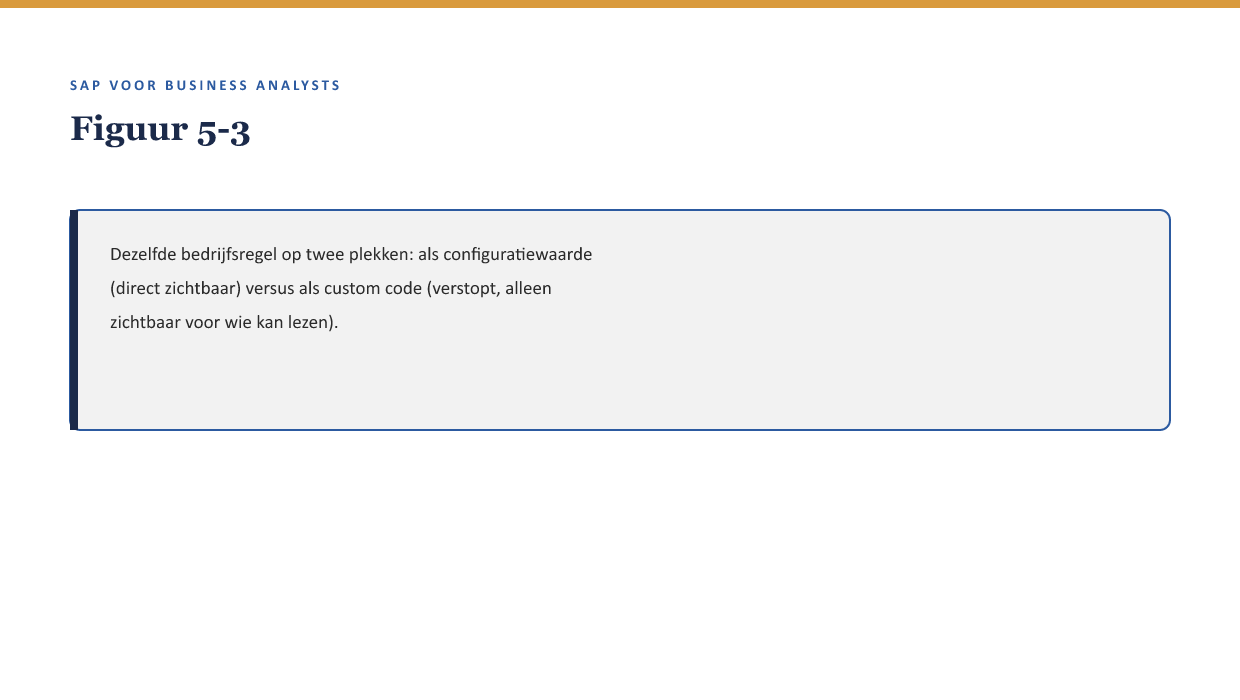 SAP VOOR BUSINESS ANALYSTS
Figuur 5-3
Dezelfde bedrijfsregel op twee plekken: als configuratiewaarde
(direct zichtbaar) versus als custom code (verstopt, alleen
zichtbaar voor wie kan lezen).